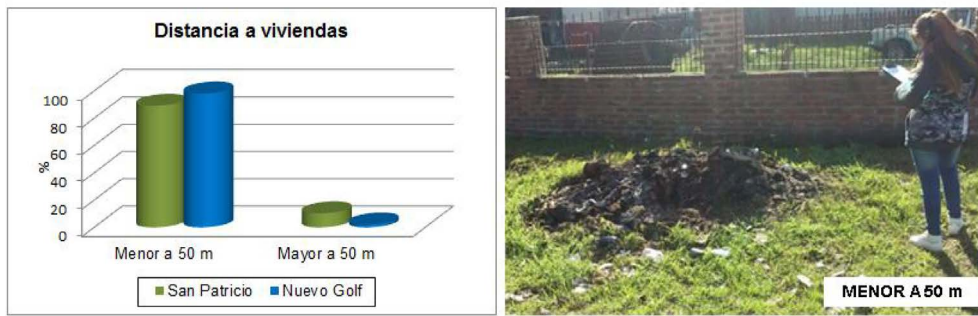 Distancia a viviendas
100
80
60
40
20
0
%
Menor a 50 m
Mayor a 50 m
San Patricio
Nuevo Golf
MENOR A 50 m